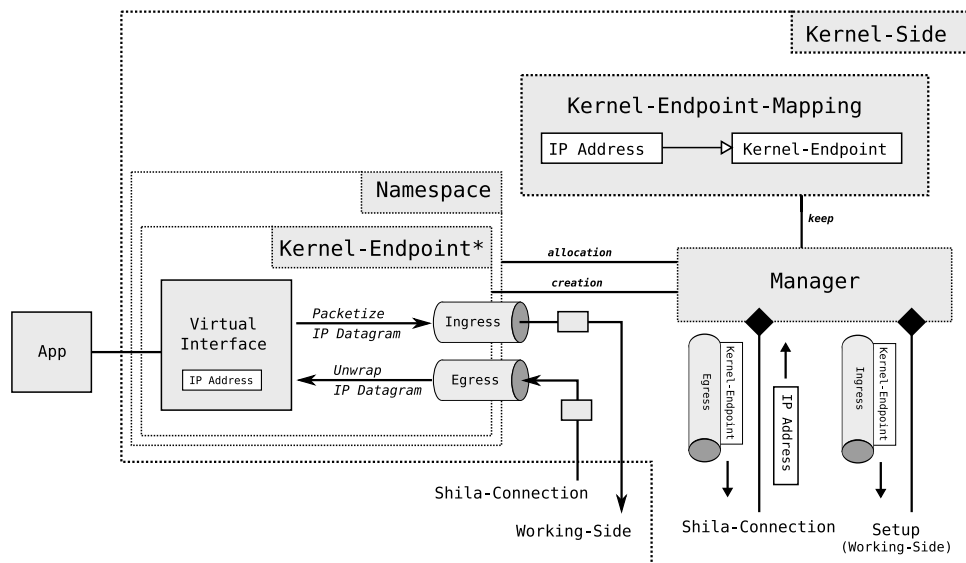 Kernel-Side
Kernel-Endpoint-Mapping
IP Address
Kernel-Endpoint
Namespace
keep
Kernel-Endpoint*
allocation
creation
Manager
App
Virtual
Interface
IP Address
Packetize
IP Datagram
Ingress
Unwrap
IP Datagram
Egress
Egress
Kernel-Endpoint
IP Address
Ingress
Kernel-Endpoint
Shila-Connection
Working-Side
Shila-Connection
Setup
(Working-Side)